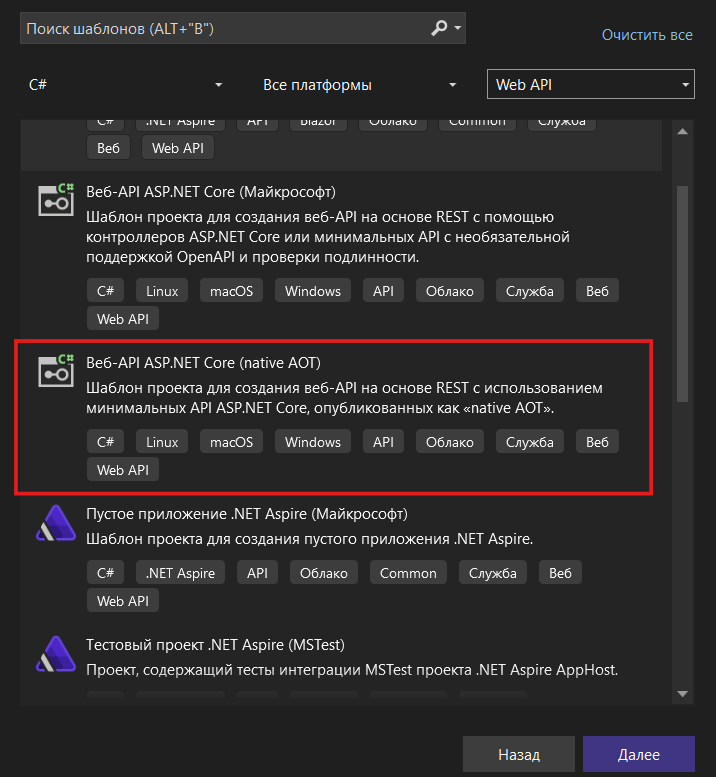 Поиск шаблонов (ALT+"В")
Очистить все
C# Все платформы Web API
C# .NET Aspire API Blazor Облако Common Служба
Веб Web API
C#
Веб-API ASP.NET Core (Майкрософт)
Шаблон проекта для создания веб-API на основе REST с помощью
контроллеров ASP.NET Core или минимальных API с необязательной
поддержкой OpenAPI и проверки подлинности.
C# Linux macOS Windows API Облако Служба Веб
Web API
C#
Веб-API ASP.NET Core (native AOT)
Шаблон проекта для создания веб-API на основе REST с использованием
минимальных API ASP.NET Core, опубликованных как «native AOT».
C# Linux macOS Windows API Облако Служба Веб
Web API
Пустое приложение .NET Aspire (Майкрософт)
Шаблон проекта для создания пустого приложения .NET Aspire.
C# .NET Aspire API Облако Common Служба Веб
Web API
Тестовый проект .NET Aspire (MSTest)
Проект, содержащий тесты интеграции MSTest проекта .NET Aspire AppHost.
Назад Далее